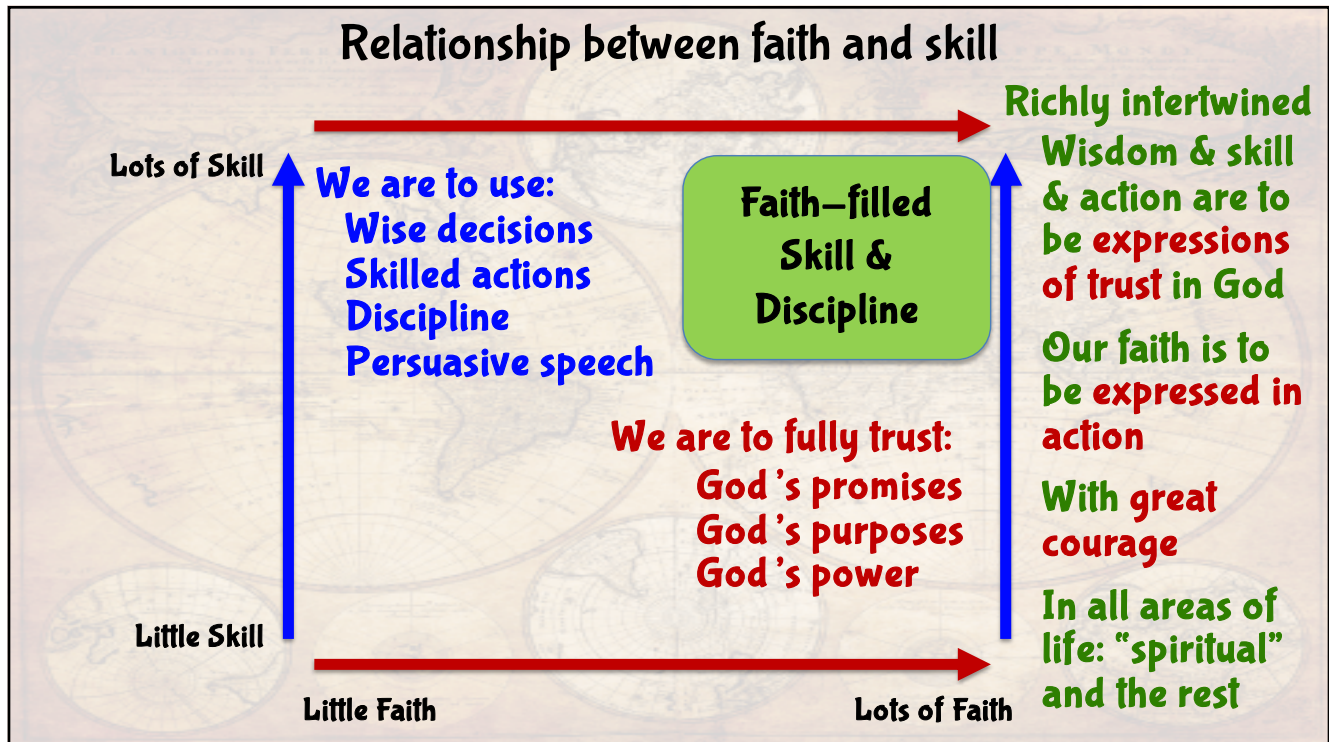 Relationship between faith and skill
Lots of Skill
We are to use:
Wise decisions
Skilled actions
Discipline
Persuasive speech
Faith-filled
Skill &
Discipline
We are to fully trust:
God's promises
God's purposes
God's power
Little Skill
Little Faith
Lots of Faith
Richly intertwined
Wisdom & skill
& action are to
be expressions
of trust in God
Our faith is to
be expressed in
action
With great
courage
In all areas of
life: “spiritual”
and the rest